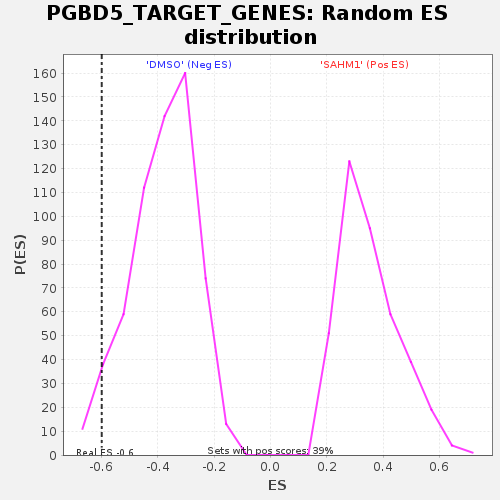 PGBD5_TARGET_GENES: Random ES
distribution
'DMSO' (Neg ES) 'SAHM1' (Pos ES)
160
150
140
130
120
110
100
90
80
70
60
50
40
30
20
10
0
P(ES)
Real ES -0.6
Sets with pos scores: 39%
-0.6 -0.4 -0.2 0.0 0.2 0.4 0.6
ES